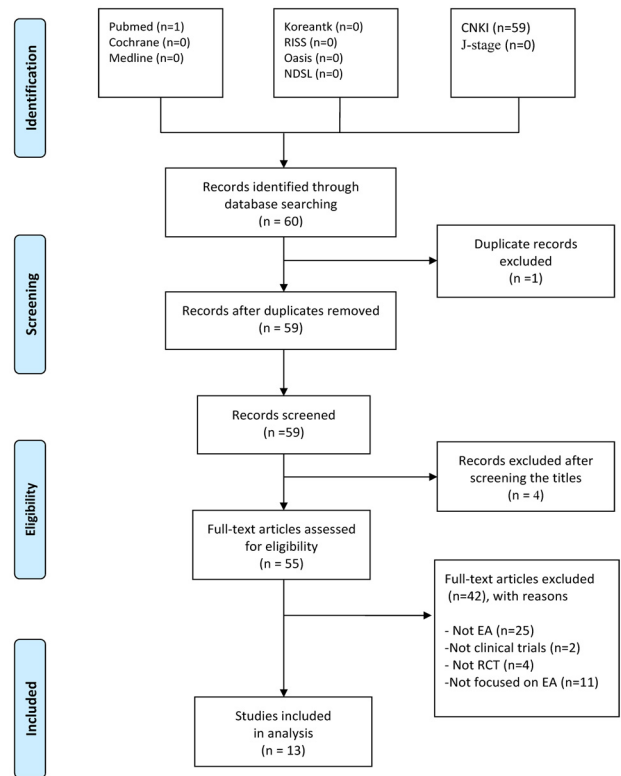 Identification
Pubmed (n=1)
Cochrane (n=0)
Medline (n=0)
Koreantk (n=0)
RISS (n=0)
Oasis (n=0)
NDSL (n=0)
CNKI (n=59)
J-stage (n=0)
Records identified through
database searching
(n = 60)
Screening
Duplicate records
excluded
(n =1)
Records after duplicates removed
(n = 59)
Records screened
(n =59)
Eligibility
Records excluded after
screening the titles
(n = 4)
Full-text articles assessed
for eligibility
(n = 55)
Full-text articles excluded
(n=42), with reasons
- Not EA (n=25)
-Not clinical trials (n=2)
- Not RCT (n=4)
-Not focused on EA (n=11)
Included
Studies included
in analysis
(n = 13)